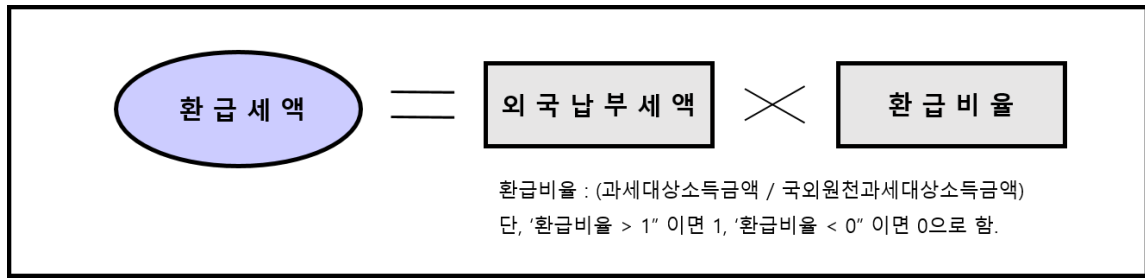 환 급 세 액
외 국 납 부 세 액
환 급 비 율
환급비율 : (과세대상소득금액 / 국외원천과세대상소득금액)
단, ‘환급비율 > 1” 이면 1, ‘환급비율 < 0” 이면 0으로 함.